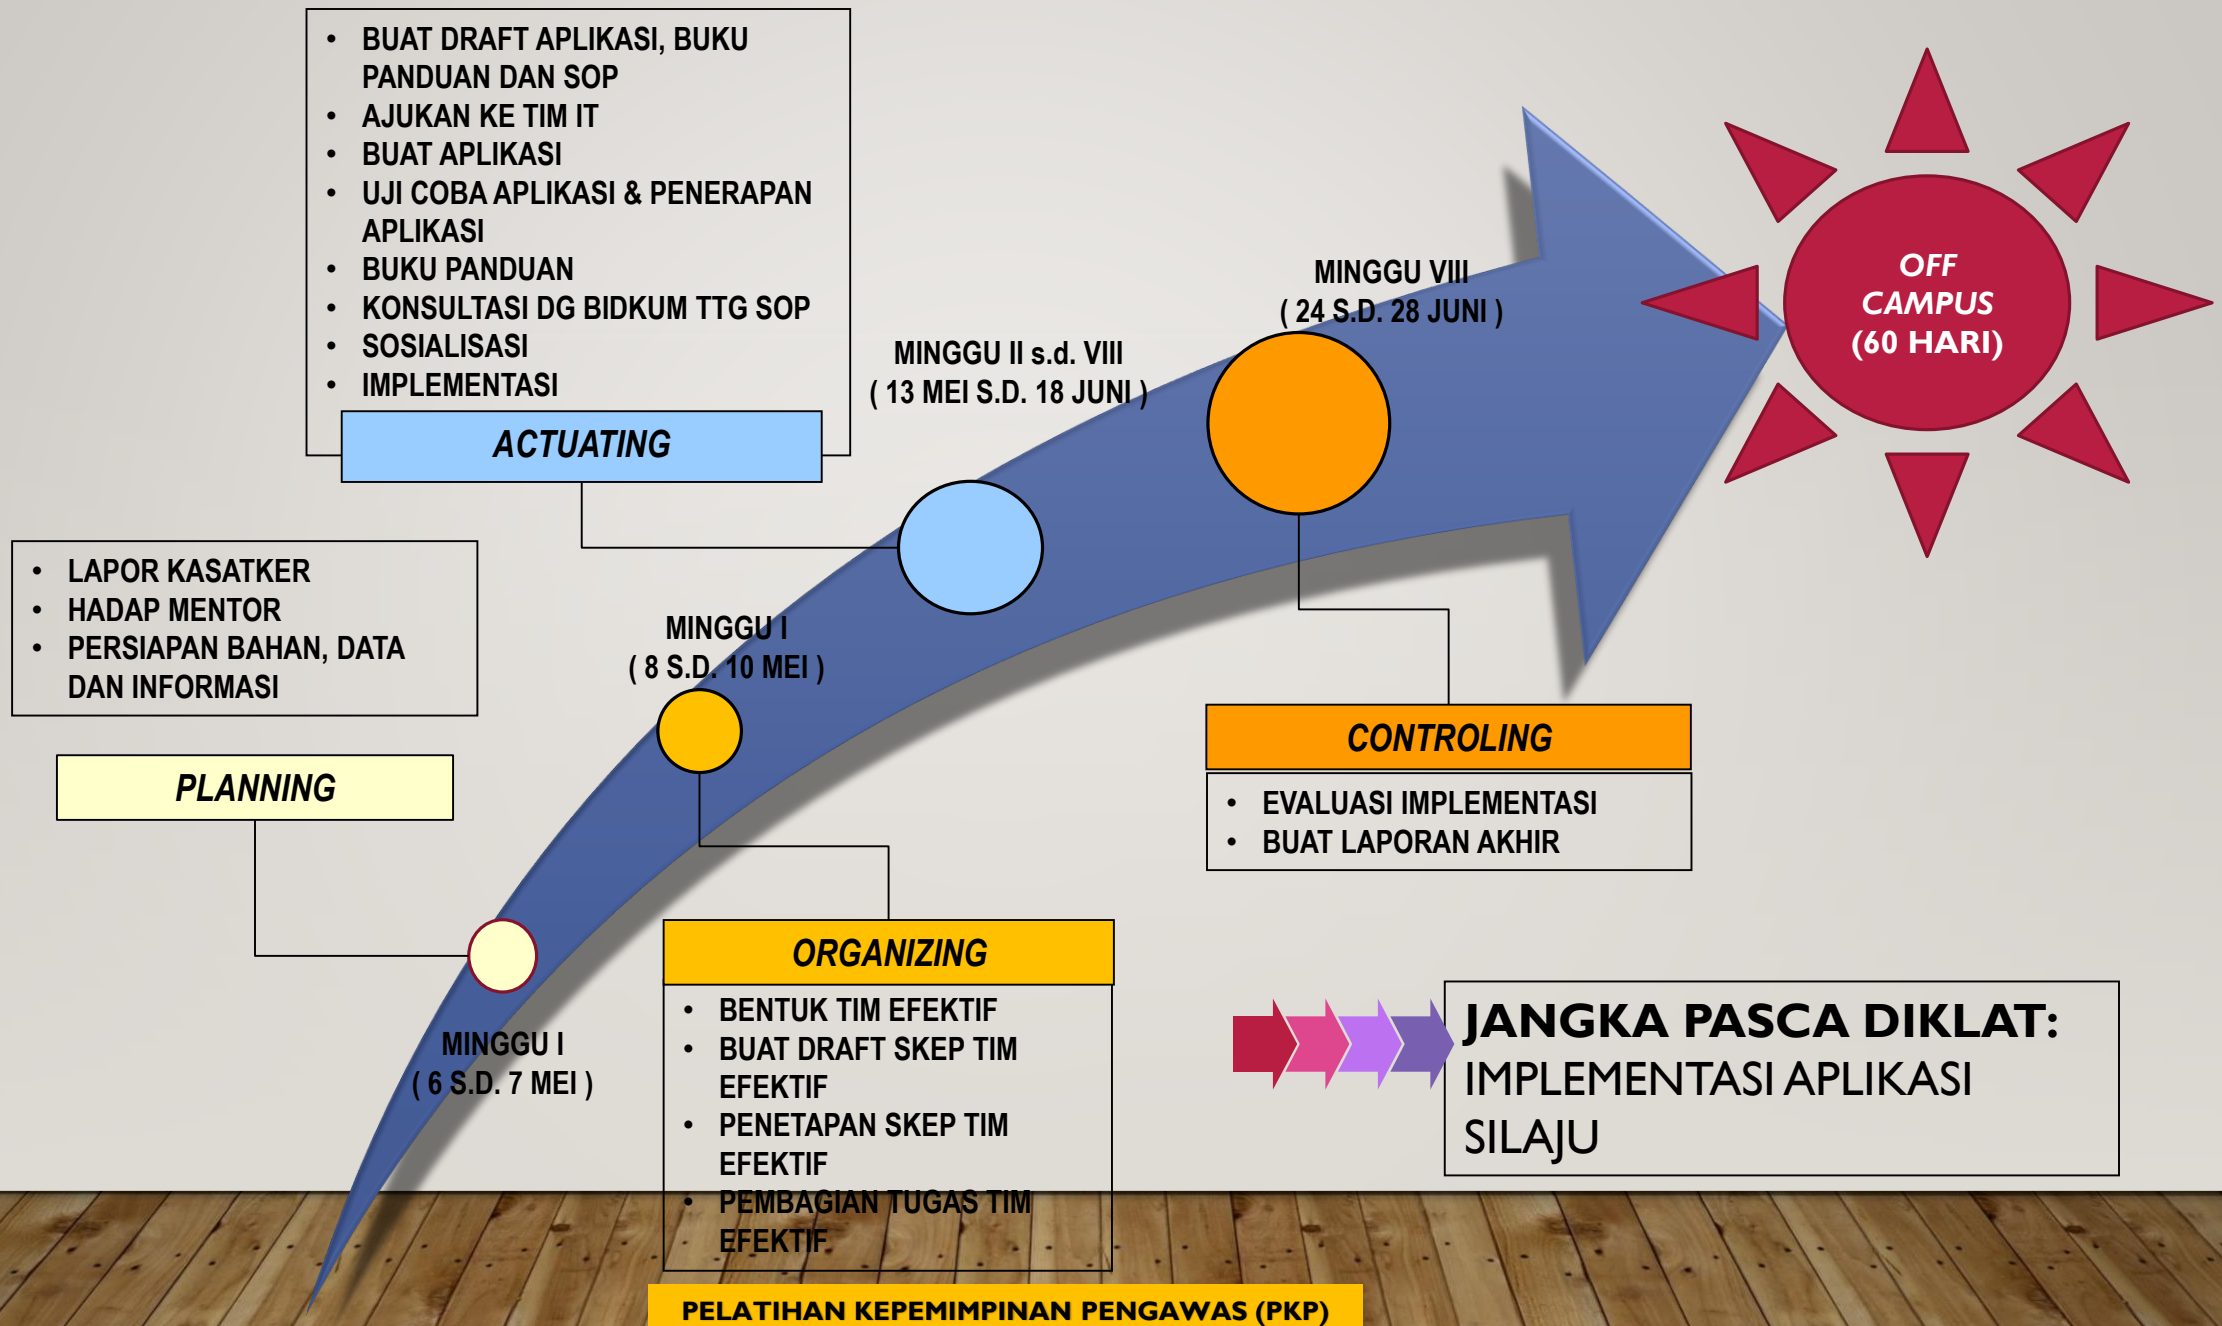 • BUAT DRAFT APLIKASI, BUKU
PANDUAN DAN SOP
• AJUKAN KE TIM IT
• BUAT APLIKASI
• UJI COBA APLIKASI & PENERAPAN
APLIKASI
• BUKU PANDUAN
• KONSULTASI DG BIDKUM TTG SOP
• SOSIALISASI
• IMPLEMENTASI
ACTUATING
MINGGU II s.d. VIII
( 13 MEI S.D. 18 JUNI )
MINGGU VIII
( 24 S.D. 28 JUNI )
OFF
CAMPUS
(60 HARI)
• LAPOR KASATKER
• HADAP MENTOR
• PERSIAPAN BAHAN, DATA
DAN INFORMASI
PLANNING
MINGGU I
( 8 S.D. 10 MEI )
CONTROLING
• EVALUASI IMPLEMENTASI
• BUAT LAPORAN AKHIR
MINGGU I
( 6 S.D. 7 MEI )
ORGANIZING
• BENTUK TIM EFEKTIF
• BUAT DRAFT SKEP TIM
EFEKTIF
• PENETAPAN SKEP TIM
EFEKTIF
• PEMBAGIAN TUGAS TIM
EFEKTIF
JANGKA PASCA DIKLAT:
IMPLEMENTASI APLIKASI
SILAJU
PELATIHAN KEPEMIMPINAN PENGAWAS (PKP)